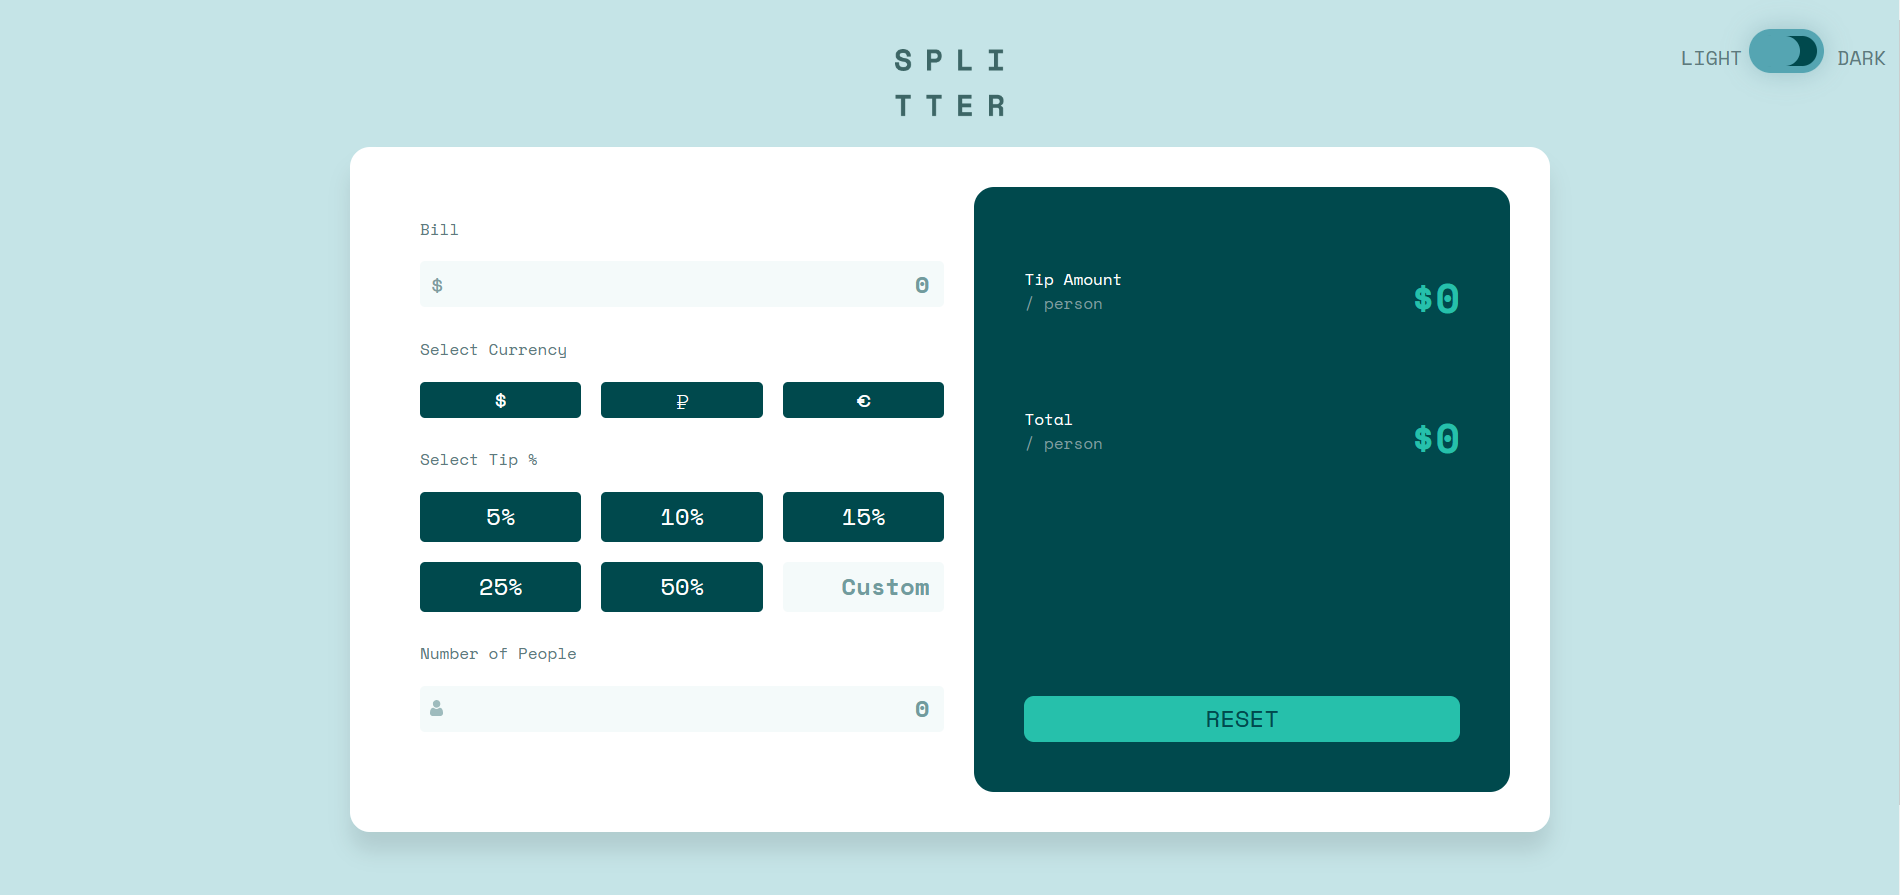 SPLI
TTER
LIGHT DARK
Bill
$ 0
Select Currency
$ ₽ €
Select Tip %
5% 10% 15%
25% 50% Custom
Number of People
0
Tip Amount
/ person
$0
Total
/ person
$0
RESET